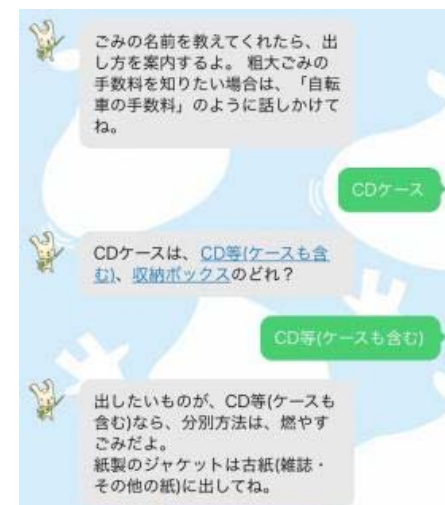 ごみの名前を教えてくれたら、出
し方を案内するよ。 粗大ごみの
手数料を知りたい場合は、「自転
車の手数料」のように話しかけて
ね。
CDケース
CDケースは、CD等(ケースも含
む)、収納ボックスのどれ？
CD等(ケースも含む)
出したいものが、CD等(ケースも
含む)なら、分別方法は、燃やす
ごみだよ。
紙製のジャケットは古紙(雑誌・
その他の紙)に出してね。